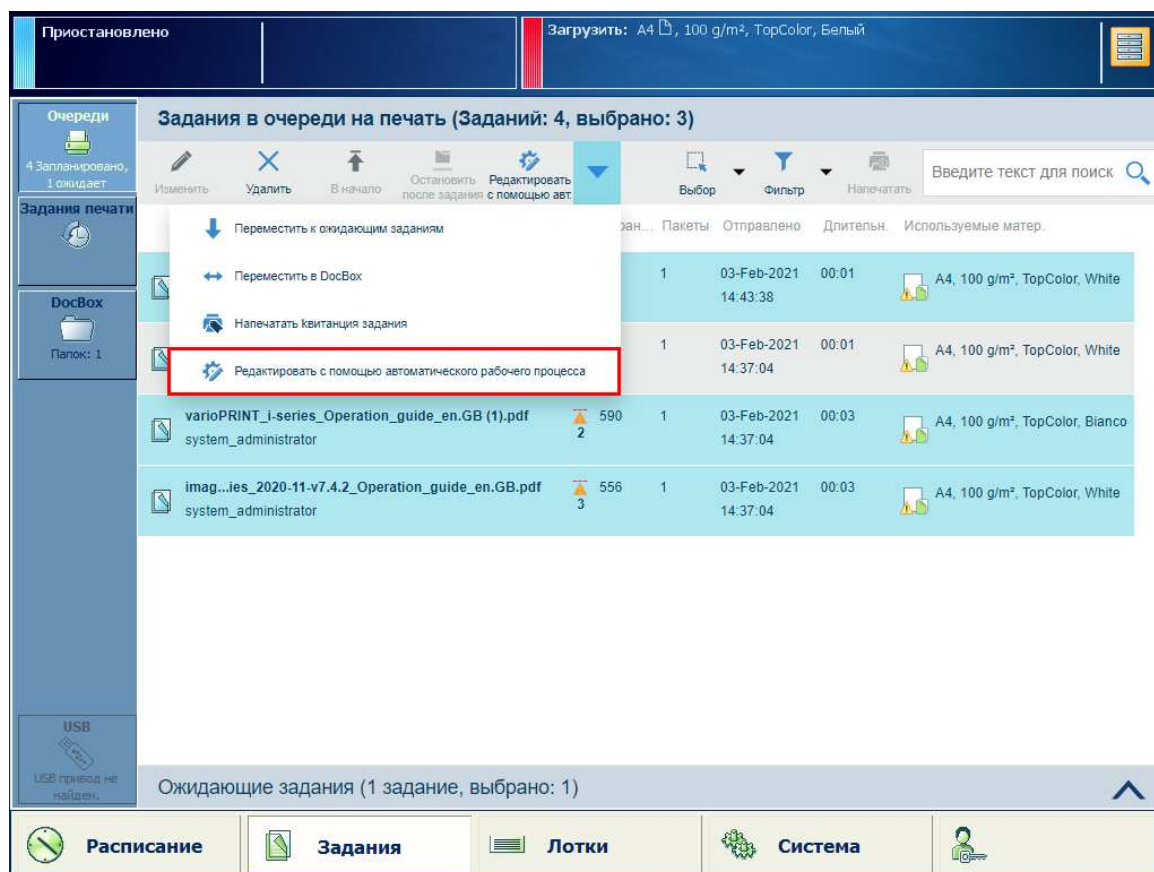 Приостановлено
Загрузить: A4, 100 g/m², TopColor, Белый
Очереди
4 Запланировано,
1 ожидает
Задания печати
DocBox
Папок: 1
USB
USB привод не
найден.
Задания в очереди на печать (Заданий: 4, выбрано: 3)
Изменить
Удалить
В начало
Остановить
после задания
Редактировать
с помощью авт.
Выбор
Фильтр
Напечатать
Введите текст для поиск
Переместить к ожидающим заданиям
Переместить в DocBox
Напечатать квитанция задания
Редактировать с помощью автоматического рабочего процесса
ран... Пакеты Отправлено Длительн. Используемые матер.
1 03-Feb-2021 00:01 A4, 100 g/m², TopColor, White
14:43:38
1 03-Feb-2021 00:01 A4, 100 g/m², TopColor, White
14:37:04
varioPRINT_i-series_Operation_guide_en.GB (1).pdf 590 1 03-Feb-2021 00:03 A4, 100 g/m², TopColor, Bianco
system_administrator 2 14:37:04
imag...ies_2020-11-v7.4.2_Operation_guide_en.GB.pdf 556 1 03-Feb-2021 00:03 A4, 100 g/m², TopColor, White
system_administrator 3 14:37:04
Ожидающие задания (1 задание, выбрано: 1)
Расписание
Задания
Лотки
Система